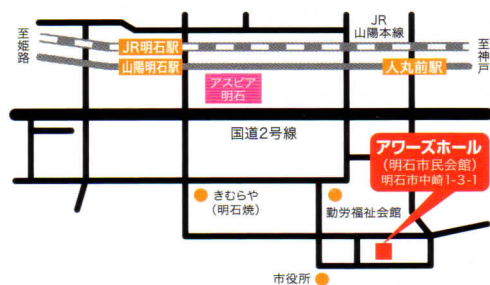 JR
山陽本線
至姫路
JR明石駅
至神戸
山陽明石駅
人丸前駅
アスピア
明石
国道2号線
アワーズホール
(明石市民会館)
明石市中崎1-3-1
きむらや
(明石焼)
勤労福祉会館
市役所